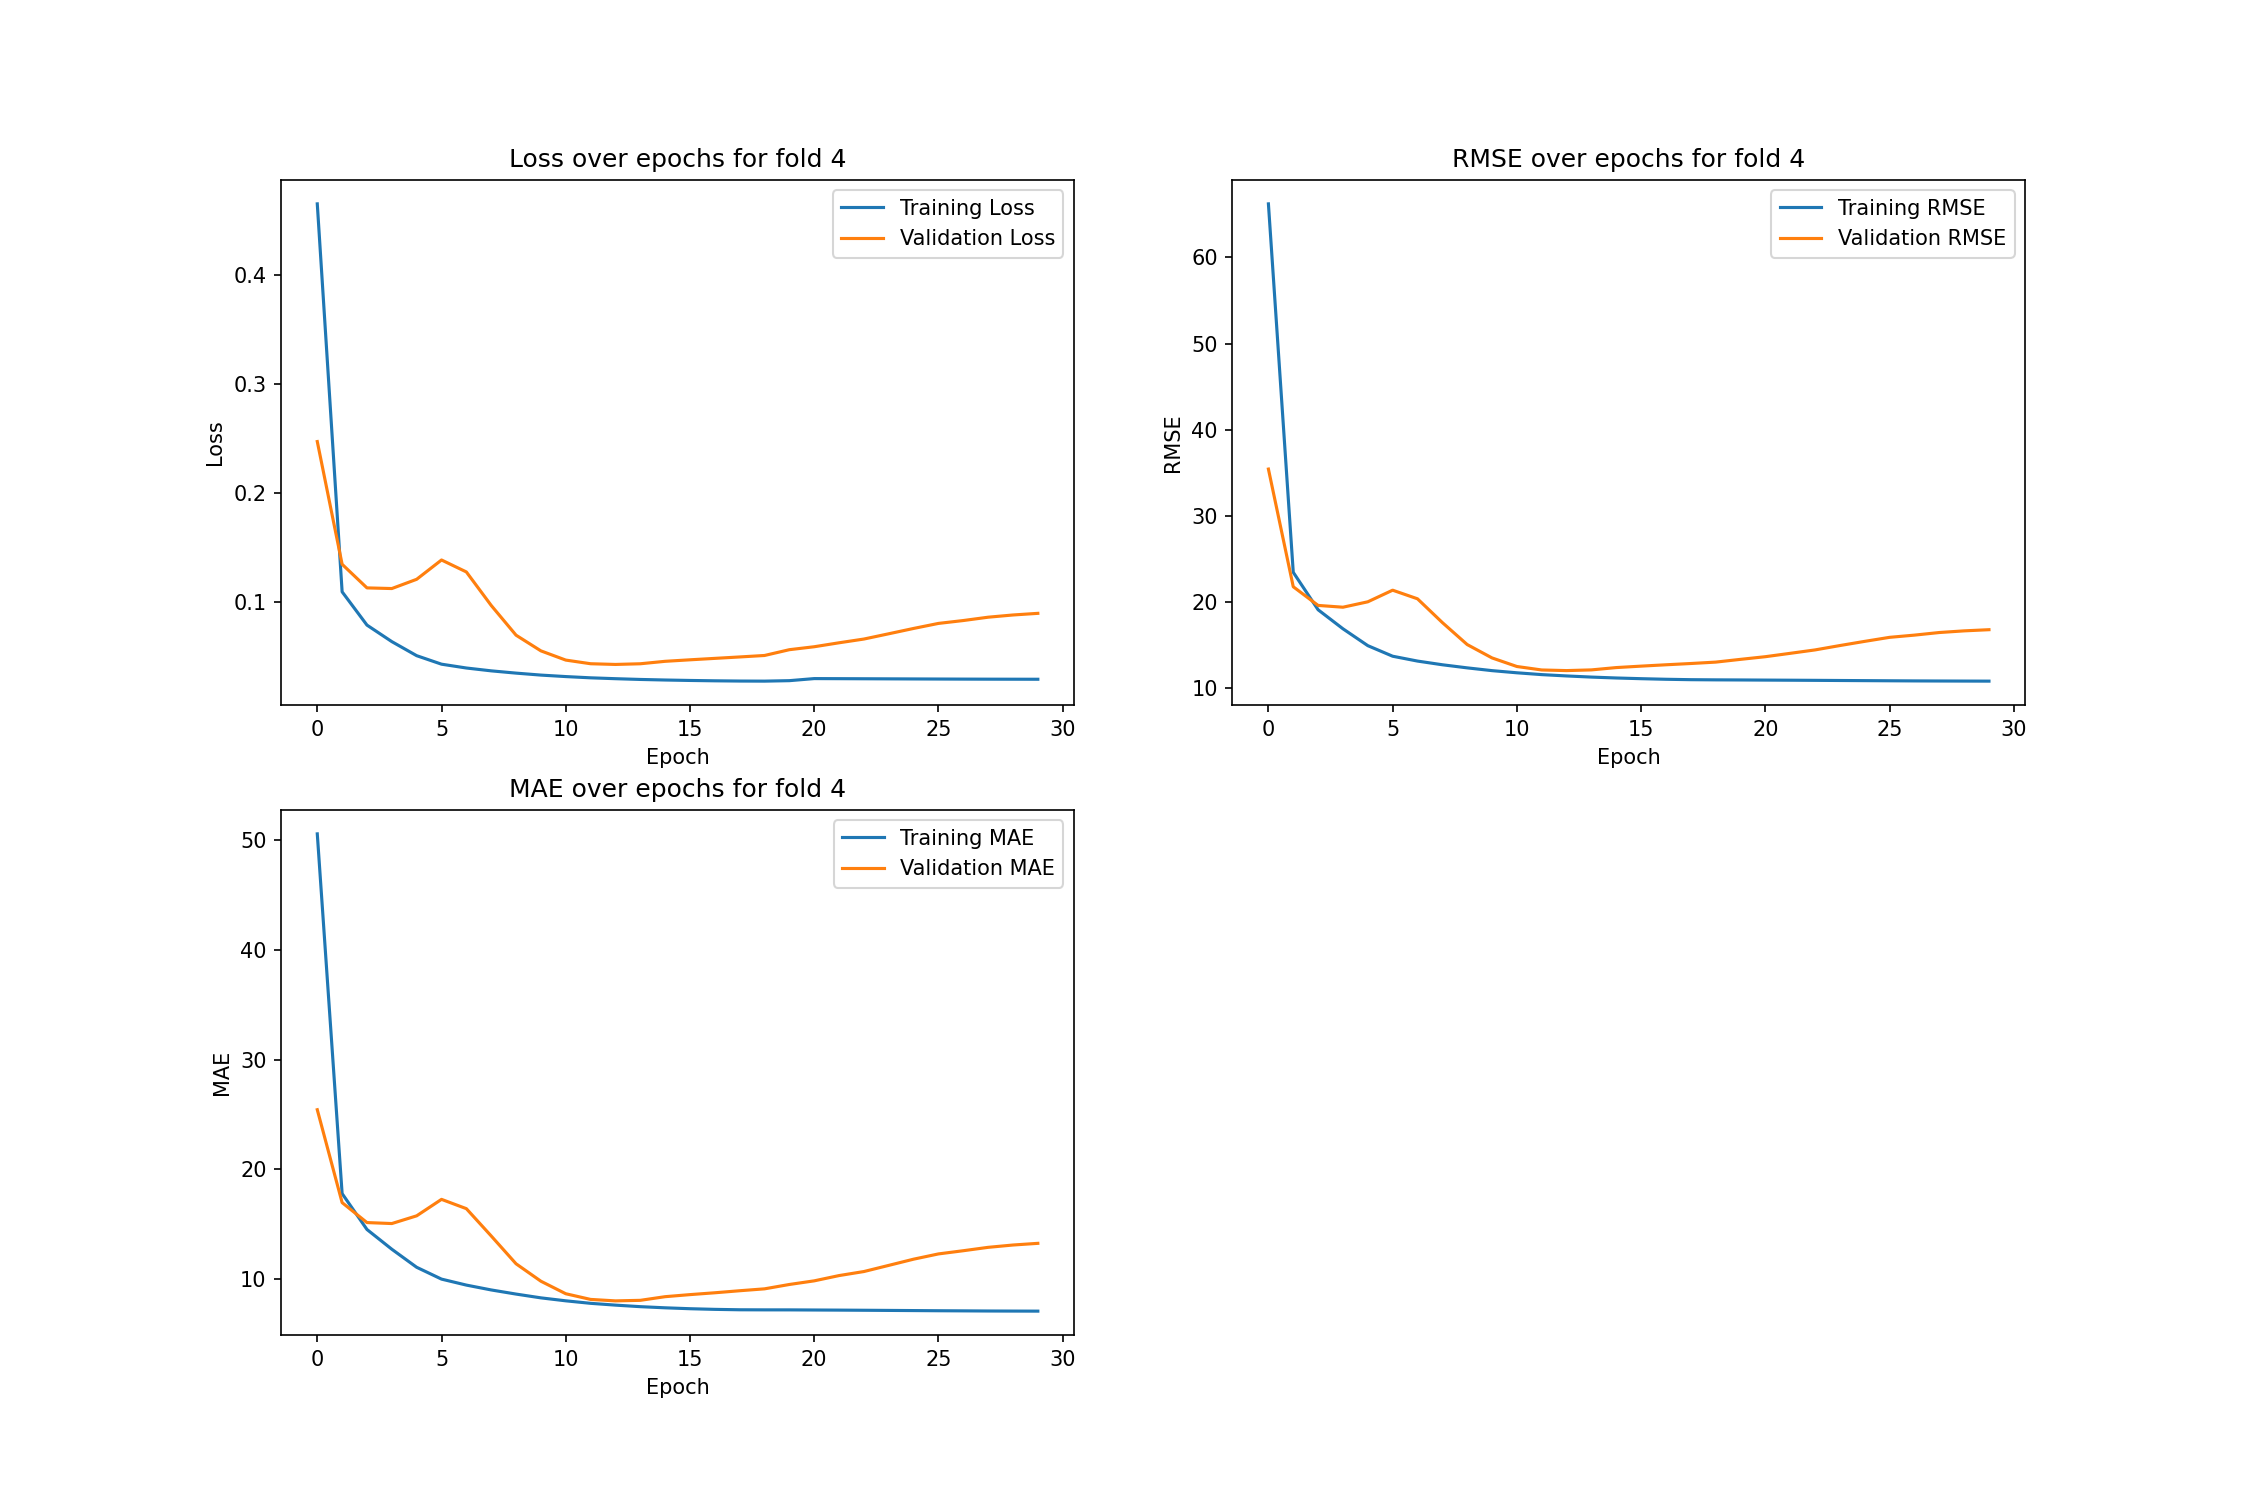 Loss over epochs for fold 4
Training Loss
Validation Loss
0.4
0.3
0.2
0.1
Loss
0 5 10 15 20 25 30
Epoch
RMSE over epochs for fold 4
Training RMSE
Validation RMSE
60
50
40
30
20
10
RMSE
0 5 10 15 20 25 30
Epoch
MAE over epochs for fold 4
Training MAE
Validation MAE
50
40
30
20
10
MAE
0 5 10 15 20 25 30
Epoch